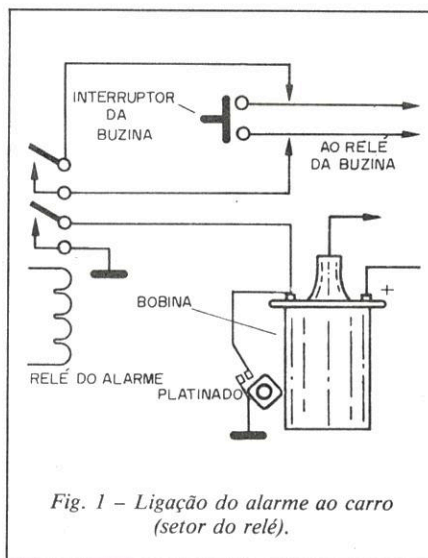 INTERRUPTOR
DA
BUZINA
AO RELÉ
DA BUZINA
BOBINA
+
RELÉ DO ALARME
PLATINADO
Fig. 1 – Ligação do alarme ao carro
(setor do relé).